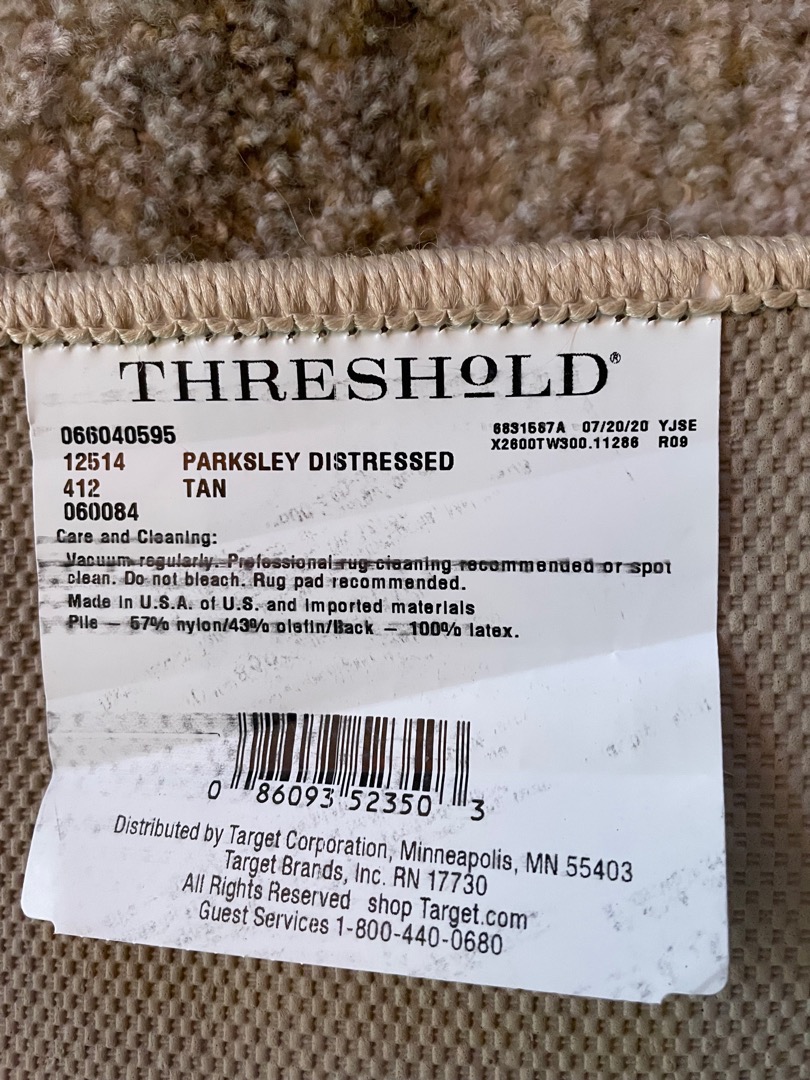 THRESHOLD®
066040595
6831567A 07/20/20 YJSE
X2600TW300.11286 R09
12514 PARKSLEY DISTRESSED
412 TAN
060084
Care and Cleaning:
Vacuum regularly. Professional rug cleaning recommended or spot
clean. Do not bleach. Rug pad recommended.
Made in U.S.A. of U.S. and imported materials
Pile — 57% nylon/43% olefin/Back — 100% latex.
0 86093 52350 3
Distributed by Target Corporation, Minneapolis, MN 55403
Target Brands, Inc. RN 17730
All Rights Reserved shop Target.com
Guest Services 1-800-440-0680